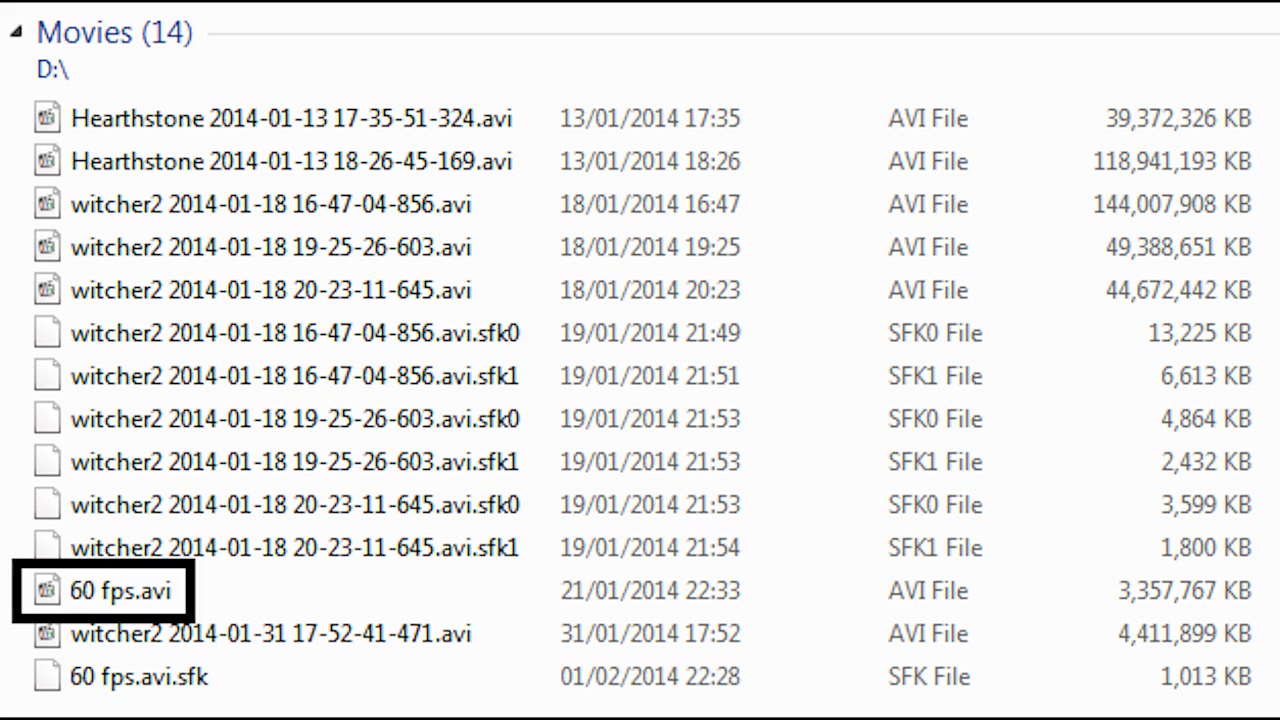 Movies (14)
D:\
Hearthstone 2014-01-13 17-35-51-324.avi 13/01/2014 17:35 AVI File 39,372,326 KB
Hearthstone 2014-01-13 18-26-45-169.avi 13/01/2014 18:26 AVI File 118,941,193 KB
witcher2 2014-01-18 16-47-04-856.avi 18/01/2014 16:47 AVI File 144,007,908 KB
witcher2 2014-01-18 19-25-26-603.avi 18/01/2014 19:25 AVI File 49,388,651 KB
witcher2 2014-01-18 20-23-11-645.avi 18/01/2014 20:23 AVI File 44,672,442 KB
witcher2 2014-01-18 16-47-04-856.avi.sfk0 19/01/2014 21:49 SFK0 File 13,225 KB
witcher2 2014-01-18 16-47-04-856.avi.sfk1 19/01/2014 21:51 SFK1 File 6,613 KB
witcher2 2014-01-18 19-25-26-603.avi.sfk0 19/01/2014 21:53 SFK0 File 4,864 KB
witcher2 2014-01-18 19-25-26-603.avi.sfk1 19/01/2014 21:53 SFK1 File 2,432 KB
witcher2 2014-01-18 20-23-11-645.avi.sfk0 19/01/2014 21:53 SFK0 File 3,599 KB
witcher2 2014-01-18 20-23-11-645.avi.sfk1 19/01/2014 21:54 SFK1 File 1,800 KB
60 fps.avi 21/01/2014 22:33 AVI File 3,357,767 KB
witcher2 2014-01-31 17-52-41-471.avi 31/01/2014 17:52 AVI File 4,411,899 KB
60 fps.avi.sfk 01/02/2014 22:28 SFK File 1,013 KB